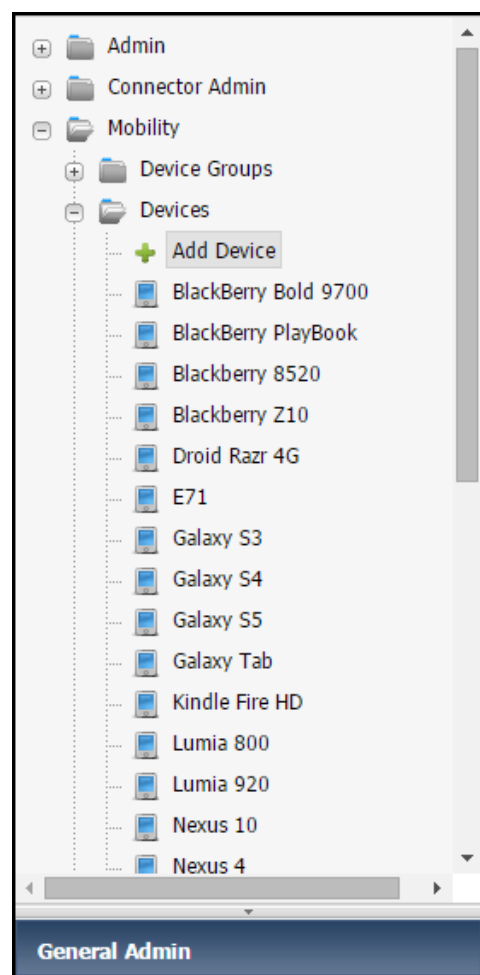 Admin
Connector Admin
Mobility
Device Groups
Devices
Add Device
BlackBerry Bold 9700
BlackBerry PlayBook
Blackberry 8520
Blackberry Z10
Droid Razr 4G
E71
Galaxy S3
Galaxy S4
Galaxy S5
Galaxy Tab
Kindle Fire HD
Lumia 800
Lumia 920
Nexus 10
Nexus 4
General Admin